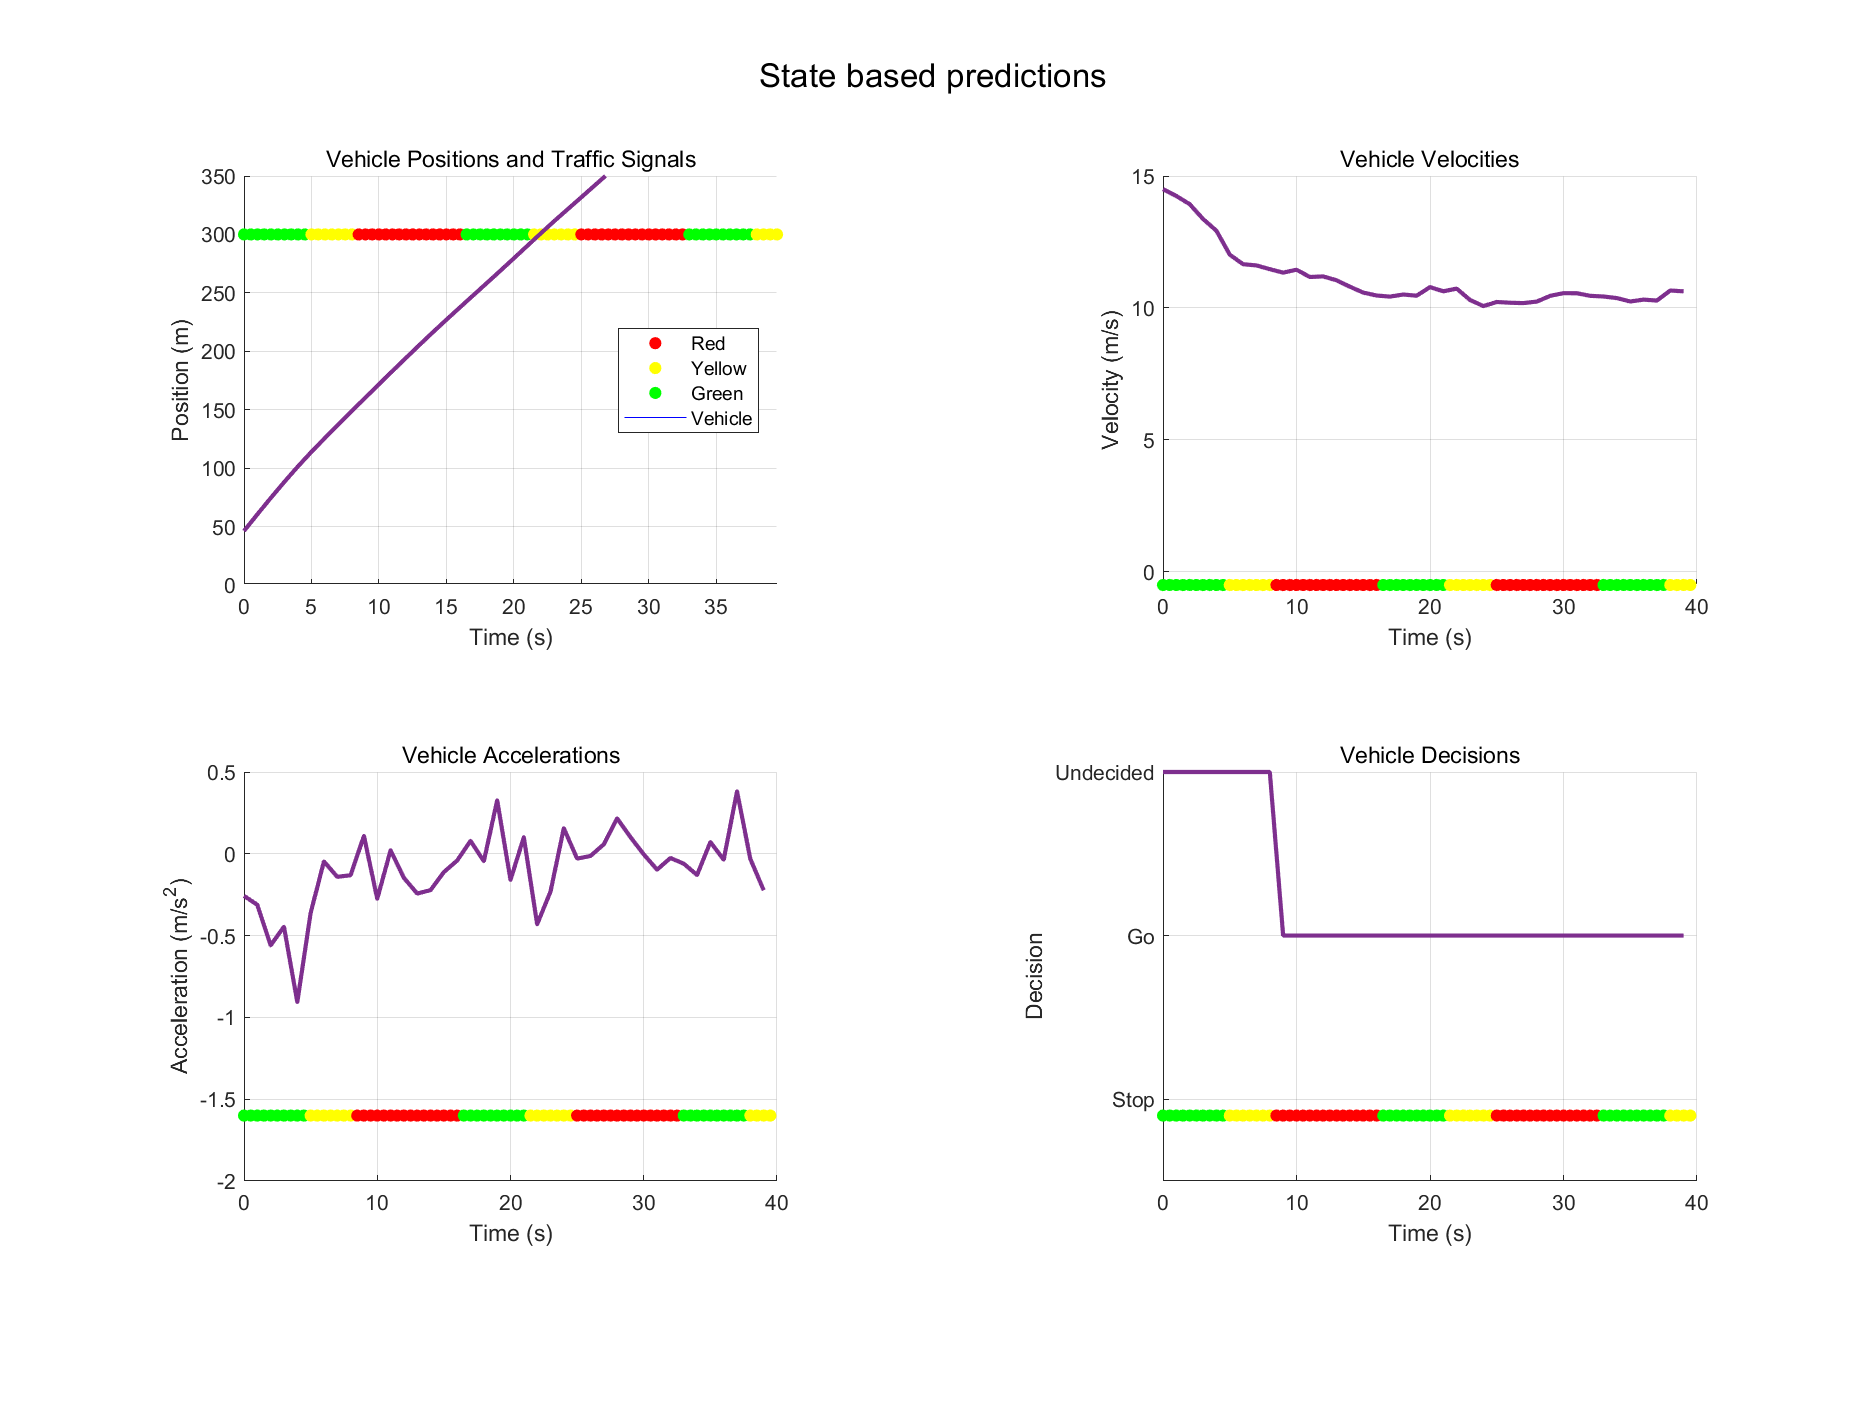 State based predictions
Vehicle Positions and Traffic Signals
350
300
250
200
150
100
50
0
Position (m)
0 5 10 15 20 25 30 35
Time (s)
Red
Yellow
Green
Vehicle
Vehicle Velocities
15
10
5
0
Velocity (m/s)
0 10 20 30 40
Time (s)
Vehicle Accelerations
0.5
0
-0.5
-1
-1.5
-2
Acceleration (m/s²)
0 10 20 30 40
Time (s)
Vehicle Decisions
Undecided
Go
Stop
Decision
0 10 20 30 40
Time (s)